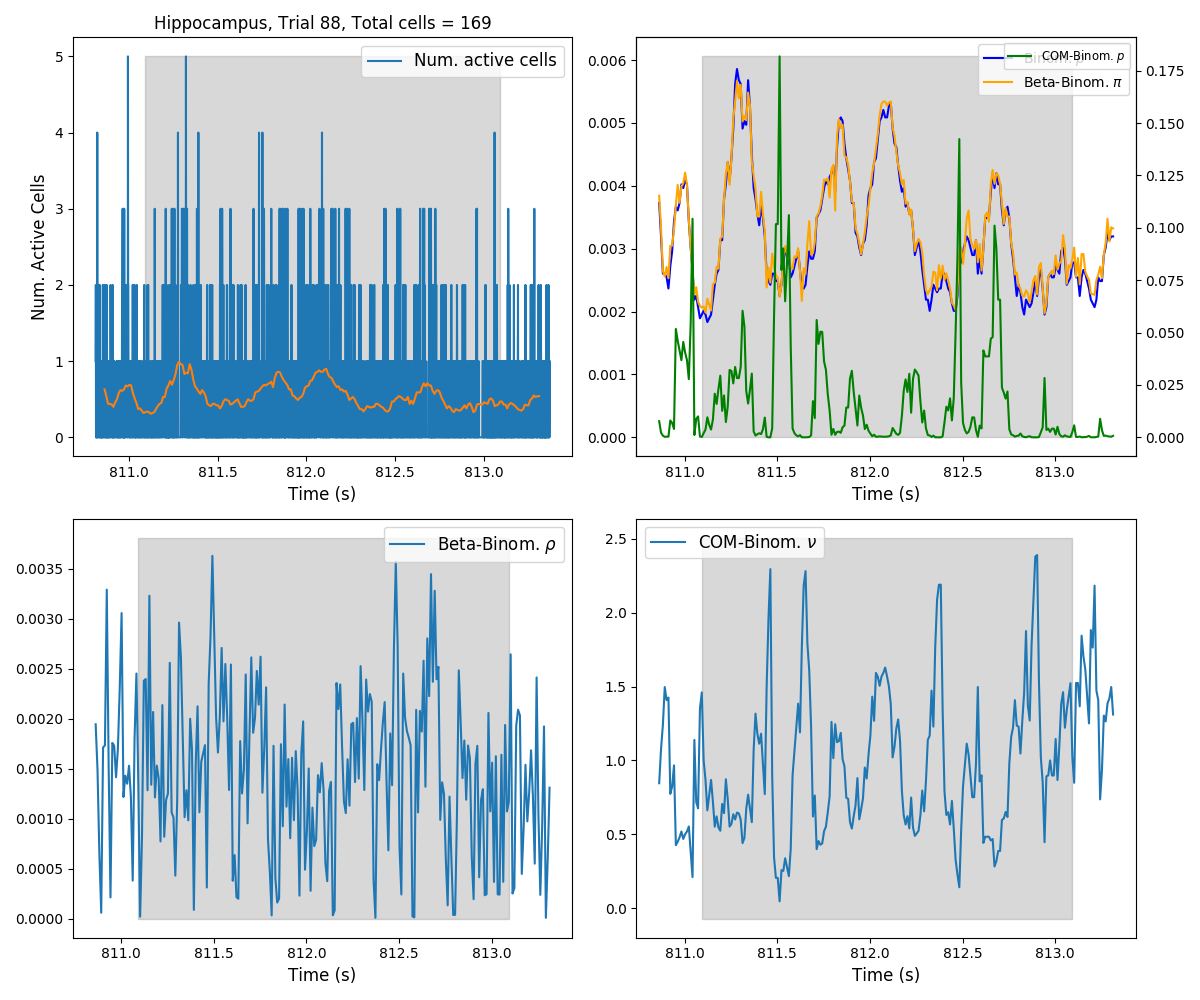 Hippocampus, Trial 88, Total cells = 169
Num. active cells
Num. Active Cells
5
4
3
2
1
0
811.0 811.5 812.0 812.5 813.0
Time (s)
COM-Binom. p
Beta-Binom. π
0.006
0.005
0.004
0.003
0.002
0.001
0.000
0.175
0.150
0.125
0.100
0.075
0.050
0.025
0.000
811.0 811.5 812.0 812.5 813.0
Time (s)
Beta-Binom. ρ
0.0035
0.0030
0.0025
0.0020
0.0015
0.0010
0.0005
0.0000
811.0 811.5 812.0 812.5 813.0
Time (s)
COM-Binom. ν
2.5
2.0
1.5
1.0
0.5
0.0
811.0 811.5 812.0 812.5 813.0
Time (s)